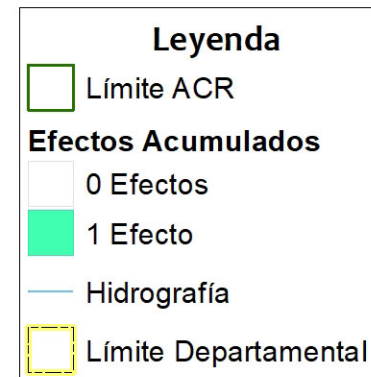 Leyenda
Límite ACR
Efectos Acumulados
0 Efectos
1 Efecto
Hidrografía
Límite Departamental